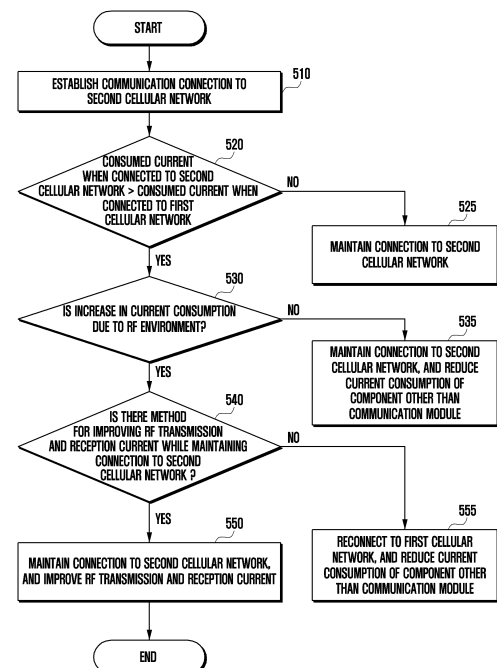 START
510
ESTABLISH COMMUNICATION CONNECTION TO
SECOND CELLULAR NETWORK
520
CONSUMED CURRENT
WHEN CONNECTED TO SECOND
CELLULAR NETWORK > CONSUMED CURRENT WHEN
CONNECTED TO FIRST
CELLULAR NETWORK
NO
525
MAINTAIN CONNECTION TO SECOND
CELLULAR NETWORK
YES
530
IS INCREASE IN CURRENT CONSUMPTION
DUE TO RF ENVIRONMENT?
NO
535
MAINTAIN CONNECTION TO SECOND
CELLULAR NETWORK, AND REDUCE
CURRENT CONSUMPTION OF
COMPONENT OTHER THAN
COMMUNICATION MODULE
YES
540
IS THERE METHOD
FOR IMPROVING RF TRANSMISSION
AND RECEPTION CURRENT WHILE MAINTAINING
CONNECTION TO SECOND
CELLULAR NETWORK ?
NO
YES
550
MAINTAIN CONNECTION TO SECOND CELLULAR NETWORK,
AND IMPROVE RF TRANSMISSION AND RECEPTION CURRENT
555
RECONNECT TO FIRST CELLULAR
NETWORK, AND REDUCE CURRENT
CONSUMPTION OF COMPONENT OTHER
THAN COMMUNICATION MODULE
END